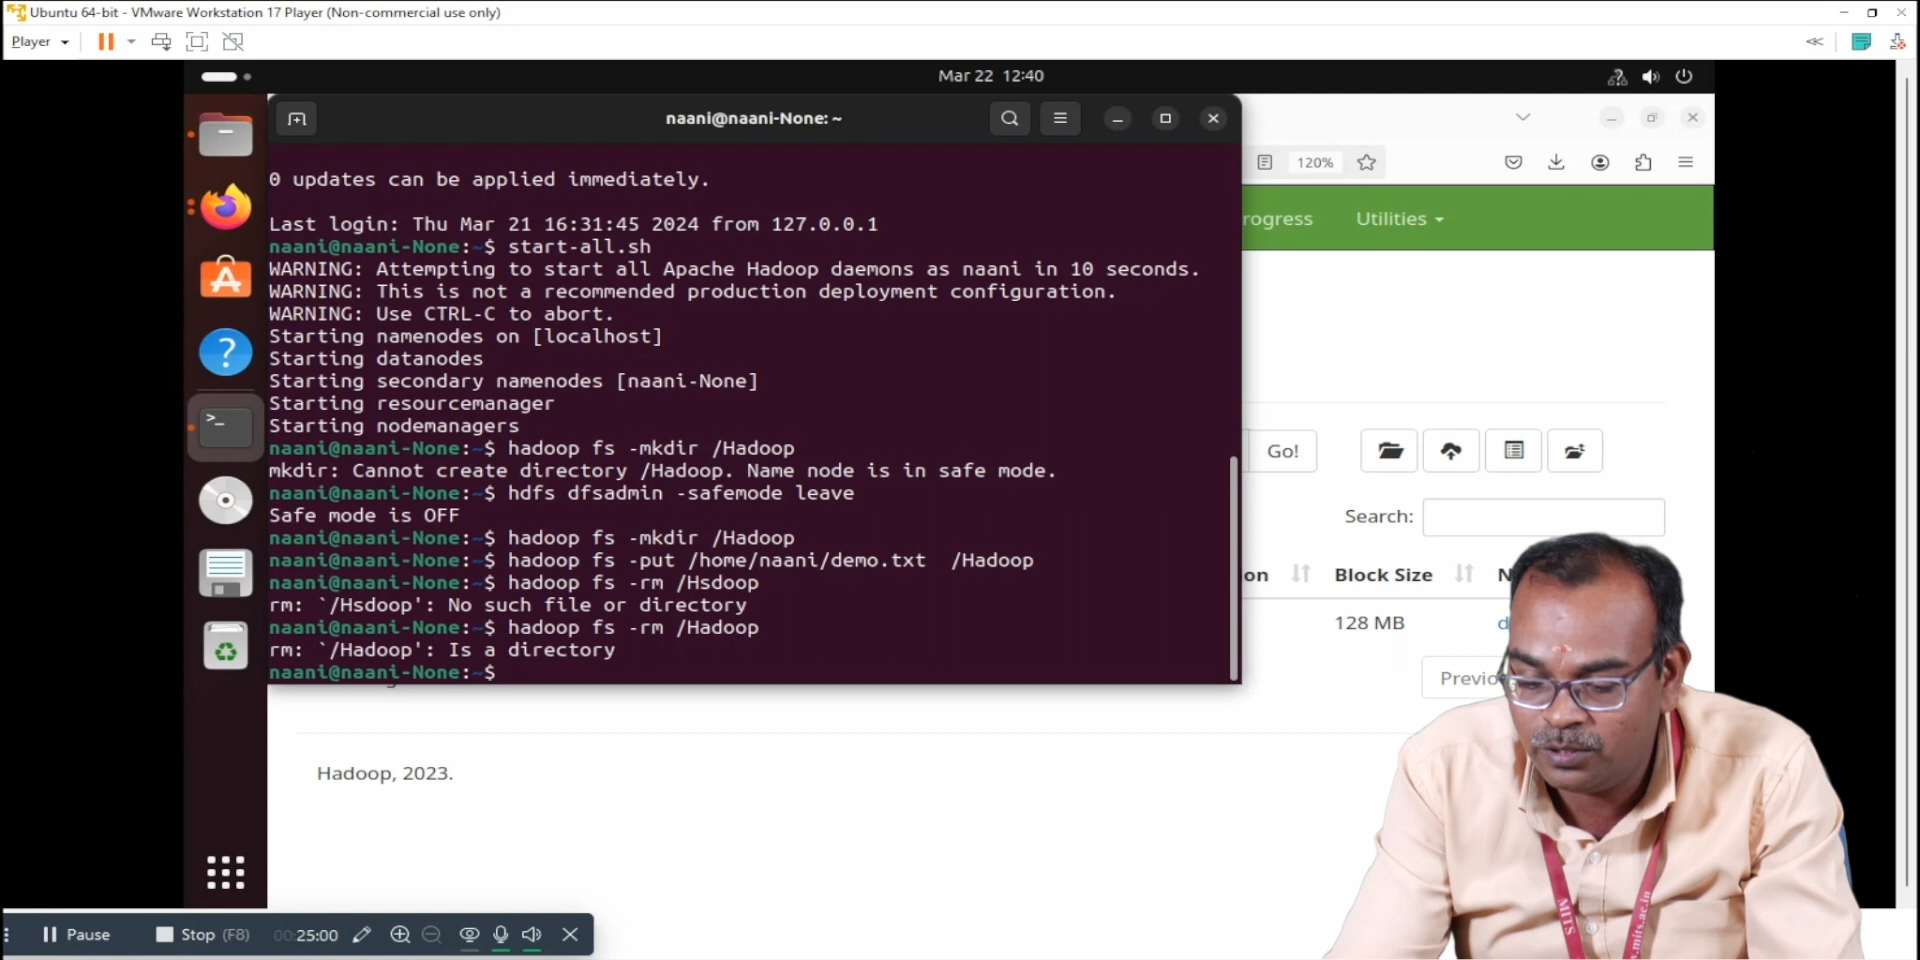 Ubuntu 64-bit - VMware Workstation 17 Player (Non-commercial use only)
Player
Mar 22 12:40
naani@naani-None: ~
120%
0 updates can be applied immediately.
rogress
Utilities
Last login: Thu Mar 21 16:31:45 2024 from 127.0.0.1
naani@naani-None:~$ start-all.sh
WARNING: Attempting to start all Apache Hadoop daemons as naani in 10 seconds.
WARNING: This is not a recommended production deployment configuration.
WARNING: Use CTRL-C to abort.
Starting namenodes on [localhost]
Starting datanodes
Starting secondary namenodes [naani-None]
Starting resourcemanager
Starting nodemanagers
naani@naani-None:~$ hadoop fs -mkdir /Hadoop
mkdir: Cannot create directory /Hadoop. Name node is in safe mode.
naani@naani-None:~$ hdfs dfsadmin -safemode leave
Safe mode is OFF
naani@naani-None:~$ hadoop fs -mkdir /Hadoop
naani@naani-None:~$ hadoop fs -put /home/naani/demo.txt  /Hadoop
naani@naani-None:~$ hadoop fs -rm /Hsdoop
rm: `/Hsdoop': No such file or directory
naani@naani-None:~$ hadoop fs -rm /Hadoop
rm: `/Hadoop': Is a directory
naani@naani-None:~$
Go!
Search:
on
Block Size
N
128 MB
d
Previo
Hadoop, 2023.
Pause
Stop (F8)
00:25:00
MITS
.mits.ac.in